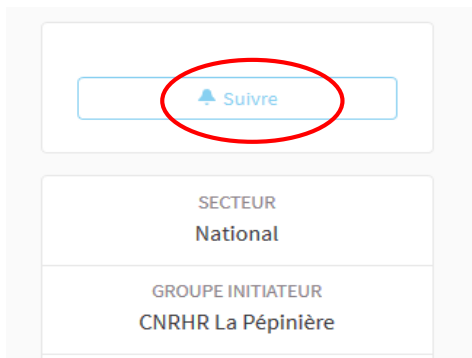 Suivre
SECTEUR
National
GROUPE INITIATEUR
CNRHR La Pépinière